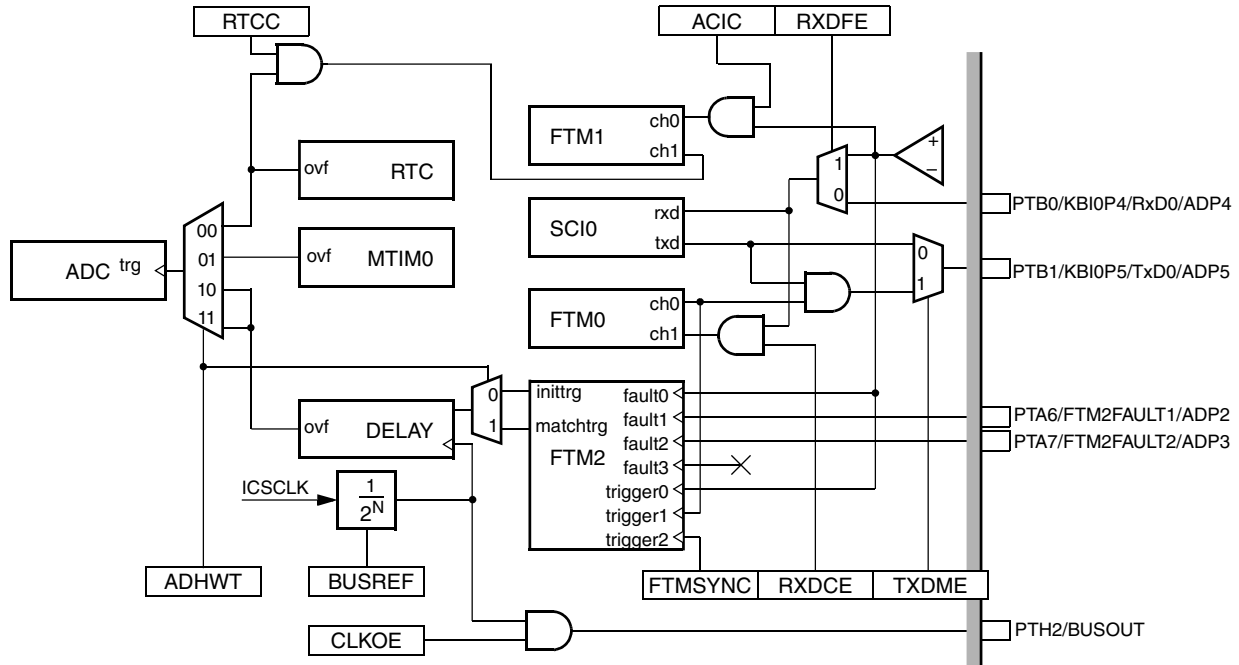 RTCC
ACIC
RXDFE
FTM1
ch0
ch1
+
−
1
0
ovf
RTC
SCI0
rxd
txd
PTB0/KBI0P4/RxD0/ADP4
00
01
10
11
ADC
trg
ovf
MTIM0
0
1
PTB1/KBI0P5/TxD0/ADP5
FTM0
ch0
ch1
0
1
inittrg
matchtrg
FTM2
fault0
fault1
fault2
fault3
trigger0
trigger1
trigger2
PTA6/FTM2FAULT1/ADP2
PTA7/FTM2FAULT2/ADP3
ovf
DELAY
ICSCLK
1
2N
ADHWT
BUSREF
FTMSYNC
RXDCE
TXDME
CLKOE
PTH2/BUSOUT